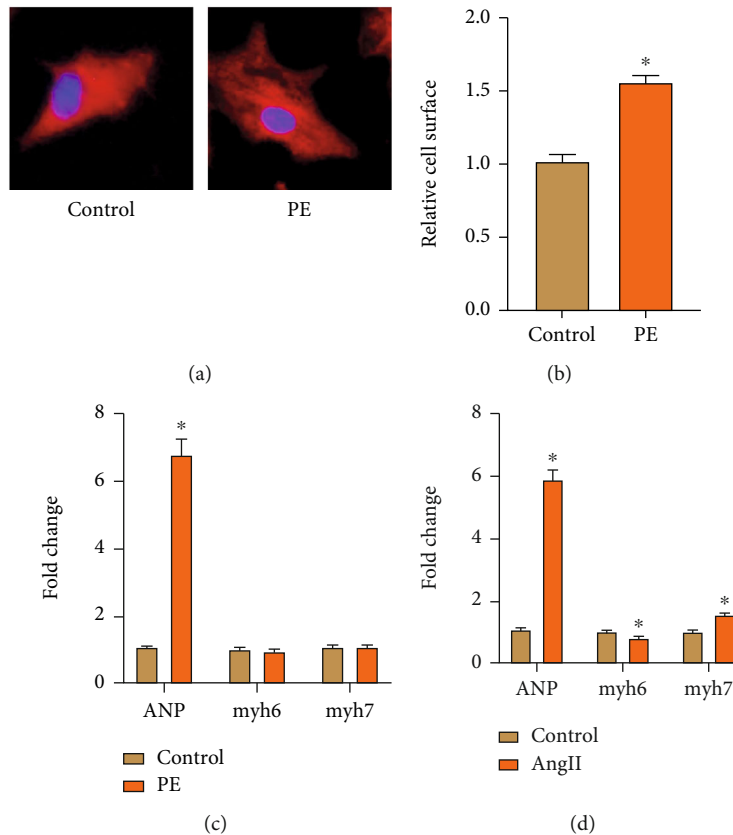 Control
PE
(a)
Relative cell surface
2.0
1.5
1.0
0.5
0.0
*
Control
PE
(b)
Fold change
8
6
4
2
0
*
ANP
myh6
myh7
Control
PE
(c)
Fold change
8
6
4
2
0
*
*
*
ANP
myh6
myh7
Control
AngII
(d)